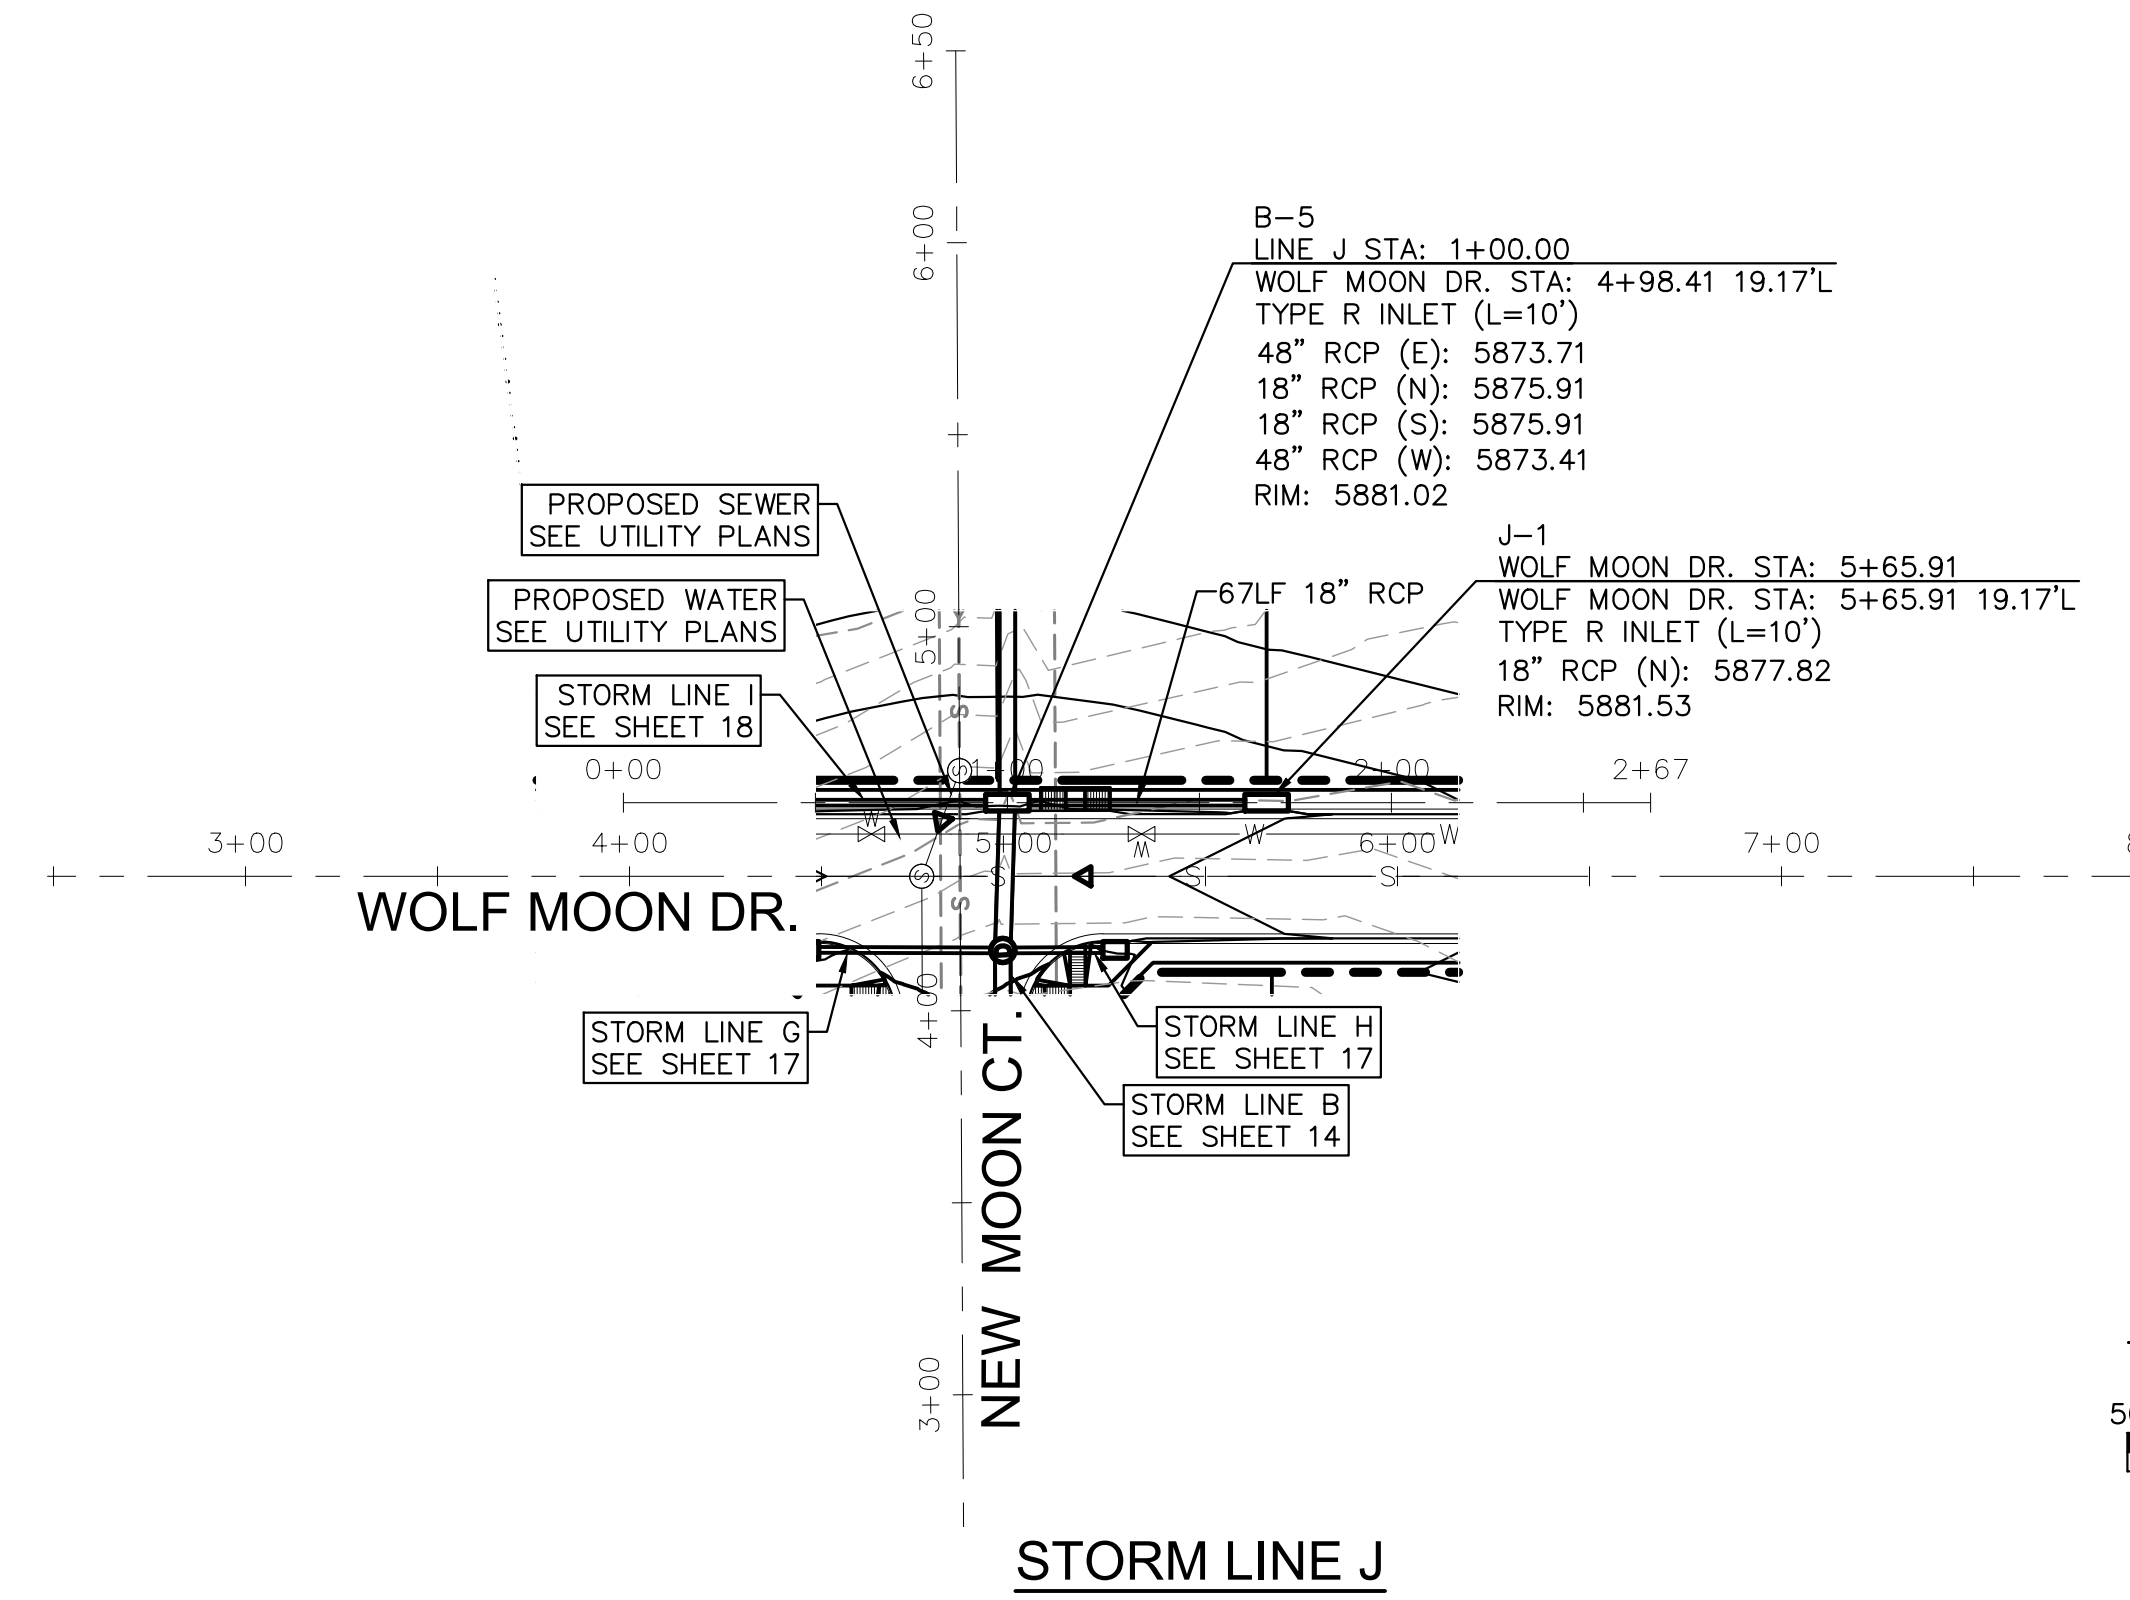 6+50
6+00
B-5
LINE J STA: 1+00.00
WOLF MOON DR. STA: 4+98.41 19.17'L
TYPE R INLET (L=10')
48" RCP (E): 5873.71
18" RCP (N): 5875.91
18" RCP (S): 5875.91
48" RCP (W): 5873.41
RIM: 5881.02
PROPOSED SEWER
SEE UTILITY PLANS
J-1
WOLF MOON DR. STA: 5+65.91
WOLF MOON DR. STA: 5+65.91 19.17'L
TYPE R INLET (L=10')
18" RCP (N): 5877.82
RIM: 5881.53
67LF 18" RCP
PROPOSED WATER
SEE UTILITY PLANS
5+00
STORM LINE I
SEE SHEET 18
S
0+00
S
1+00
2+00
2+67
W
W
W
W
3+00
4+00
5+00
6+00
7+00
S
S
S
S
S
WOLF MOON DR.
4+00
STORM LINE G
SEE SHEET 17
STORM LINE H
SEE SHEET 17
STORM LINE B
SEE SHEET 14
NEW MOON CT.
3+00
STORM LINE J